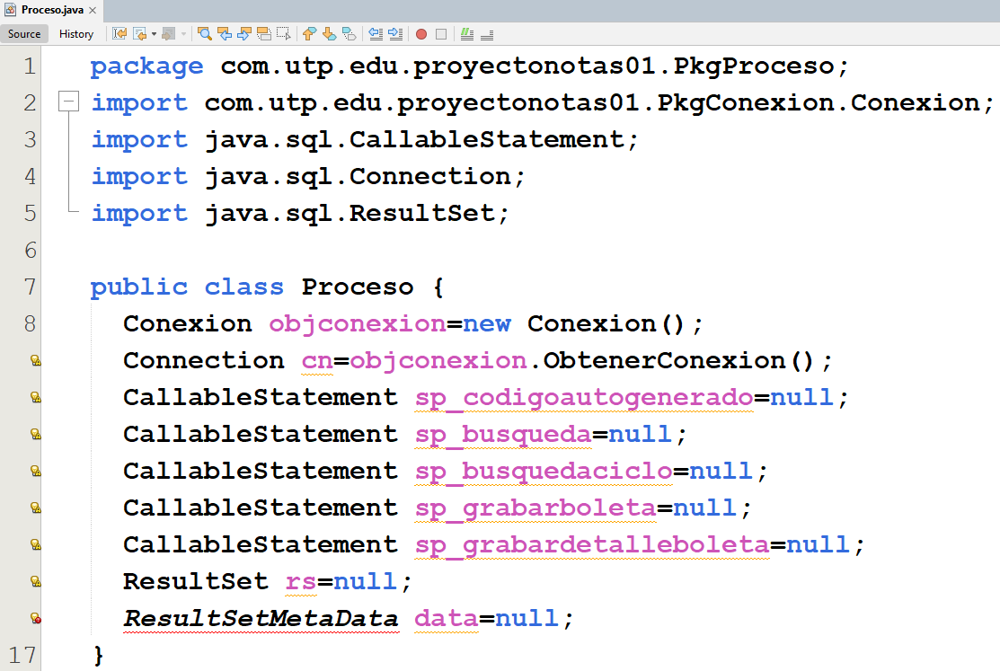 Proceso.java
Source History
1 package com.utp.edu.proyectonotas01.PkgProceso;
2 import com.utp.edu.proyectonotas01.PkgConexion.Conexion;
3 import java.sql.CallableStatement;
4 import java.sql.Connection;
5 import java.sql.ResultSet;
6
7 public class Proceso {
8 Conexion objconexion=new Conexion();
Connection cn=objconexion.ObtenerConexion();
CallableStatement sp_codigoautogenerado=null;
CallableStatement sp_busqueda=null;
CallableStatement sp_busquedaciclo=null;
CallableStatement sp_grabarboleta=null;
CallableStatement sp_grabardetalleboleta=null;
ResultSet rs=null;
ResultSetMetaData data=null;
17 }